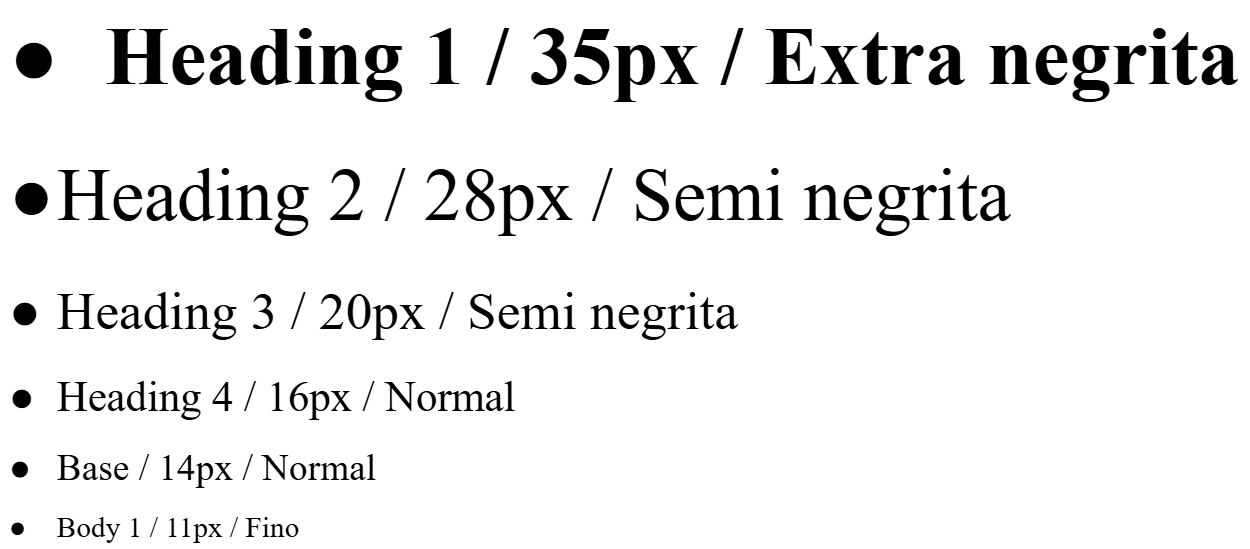 ● Heading 1 / 35px / Extra negrita
● Heading 2 / 28px / Semi negrita
● Heading 3 / 20px / Semi negrita
● Heading 4 / 16px / Normal
● Base / 14px / Normal
● Body 1 / 11px / Fino